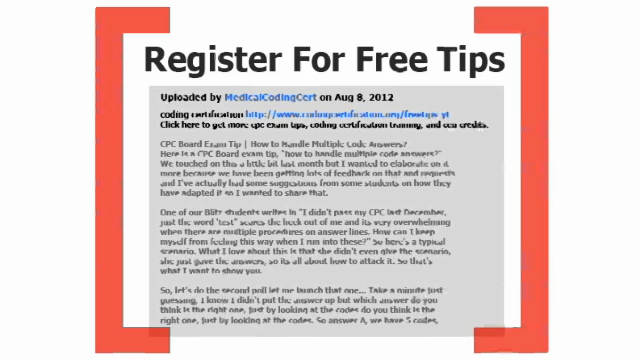 Register For Free Tips
Uploaded by MedicalCodingCert on Aug 8, 2012
coding certification http://www.codingcertification.org/freetips-yt
Click here to get more cpc exam tips, coding certification training, and ceu credits.
CPC Board Exam Tip | How to Handle Multiple Code Answers?
Here is a CPC Board exam tip, "how to handle multiple code answers?"
We touched on this a little bit last month but I wanted to elaborate on it
more because we have been getting lots of feedback on that and requests
and I've actually had some suggestions from some students on how they
have adapted it so I wanted to share that.
One of our Blitz students writes in "I didn't pass my CPC last December,
just the word 'test' scares the heck out of me and its very overwhelming
when there are multiple procedures on answer lines. How can I keep
myself from feeling this way when I run into these?" So here's a typical
scenario. What I love about this is that she didn't even give the scenario,
she just gave the answers, so its all about how to attack it. So that's
what I want to show you.
So, let's do the second poll let me launch that one... Take a minute just
guessing, I know I didn't put the answer up but which answer do you
think is the right one, just by looking at the codes do you think is the
right one, just by looking at the codes. So answer A, we have 5 codes,